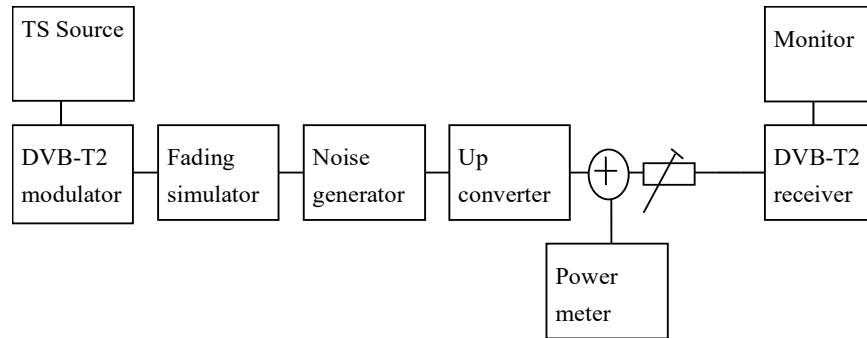 TS Source
Monitor
DVB-T2
modulator
Fading
simulator
Noise
generator
Up
converter
DVB-T2
receiver
Power
meter